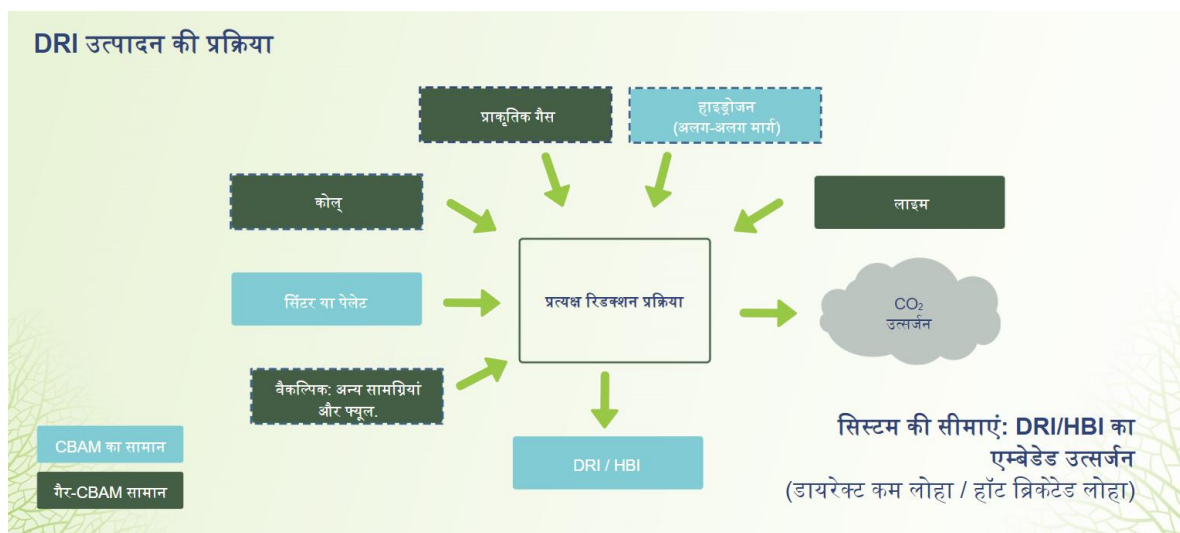 DRI उत्पादन की प्रक्रिया
प्राकृतिक गैस
हाइड्रोजन
(अलग-अलग मार्ग)
कोल्
लाइम
सिंटर या पेलेट
प्रत्यक्ष रिडक्शन प्रक्रिया
CO₂
उत्सर्जन
वैकल्पिक: अन्य सामग्रियां
और फ्यूल.
DRI / HBI
CBAM का सामान
गैर-CBAM सामान
सिस्टम की सीमाएं: DRI/HBI का
एम्बेडेड उत्सर्जन
(डायरेक्ट कम लोहा / हॉट ब्रिकेटेड लोहा)